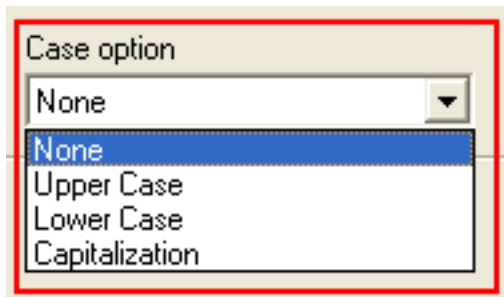 Case option
None
None
Upper Case
Lower Case
Capitalization